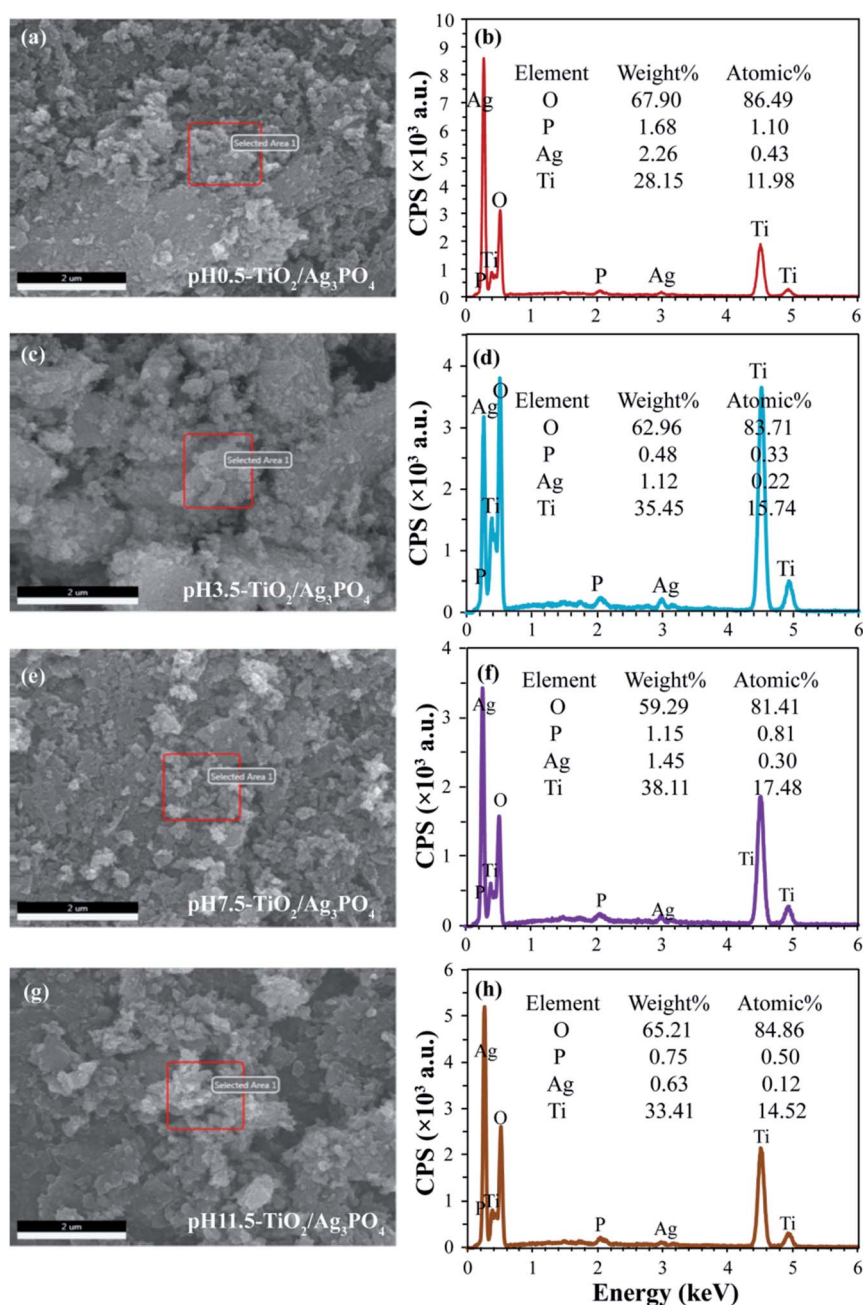 (a)
Selected Area 1
2 um
pH0.5-TiO₂/Ag₃PO₄
(b)
Element Weight% Atomic%
O 67.90 86.49
P 1.68 1.10
Ag 2.26 0.43
Ti 28.15 11.98
Ag
O
Ti
P
P
Ag
Ti
Ti
CPS (×10³ a.u.)
10
9
8
7
6
5
4
3
2
1
0
0 1 2 3 4 5 6
(c)
Selected Area 1
2 um
pH3.5-TiO₂/Ag₃PO₄
(d)
Element Weight% Atomic%
O 62.96 83.71
P 0.48 0.33
Ag 1.12 0.22
Ti 35.45 15.74
Ag
O
Ti
P
P
Ag
Ti
Ti
CPS (×10³ a.u.)
4
3
2
1
0
0 1 2 3 4 5 6
(e)
Selected Area 1
2 um
pH7.5-TiO₂/Ag₃PO₄
(f)
Element Weight% Atomic%
O 59.29 81.41
P 1.15 0.81
Ag 1.45 0.30
Ti 38.11 17.48
Ag
O
Ti
P
P
Ag
Ti
Ti
CPS (×10³ a.u.)
4
3
2
1
0
0 1 2 3 4 5 6
(g)
Selected Area 1
2 um
pH11.5-TiO₂/Ag₃PO₄
(h)
Element Weight% Atomic%
O 65.21 84.86
P 0.75 0.50
Ag 0.63 0.12
Ti 33.41 14.52
Ag
O
Ti
P
P
Ag
Ti
Ti
CPS (×10³ a.u.)
6
5
4
3
2
1
0
0 1 2 3 4 5 6
Energy (keV)